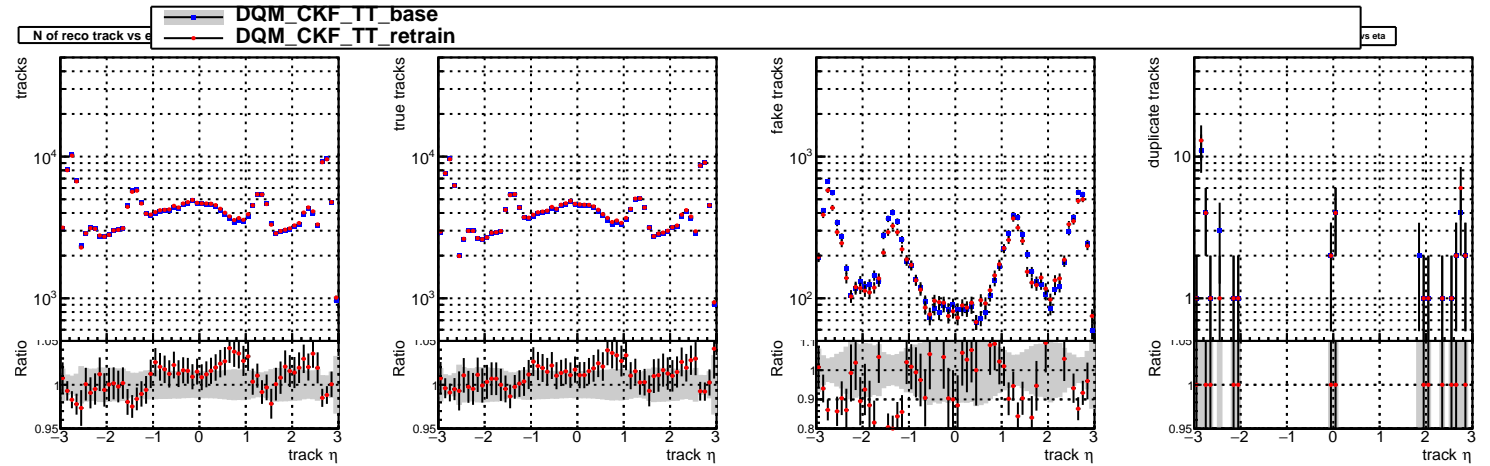 DQM_CKF_TT_base
DQM_CKF_TT_retrain
N of reco track vs e
vs eta
tracks
10⁴
10³
1.05
Ratio
1
0.95
−3 −2 −1 0 1 2 3
track η
true tracks
10⁴
10³
1.05
Ratio
1
0.95
−3 −2 −1 0 1 2 3
track η
fake tracks
10³
10²
1.1
Ratio
1
0.9
0.8
−3 −2 −1 0 1 2 3
track η
duplicate tracks
10
1
1.05
Ratio
1
0.95
−3 −2 −1 0 1 2 3
track η